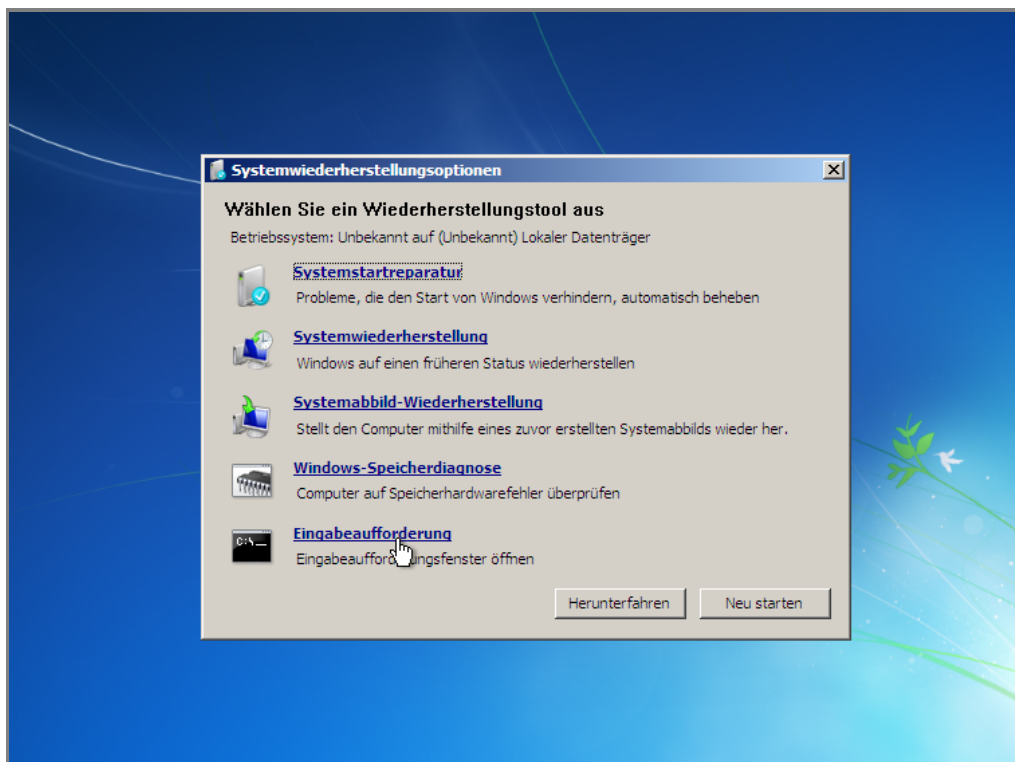 Systemwiederherstellungsoptionen
Wählen Sie ein Wiederherstellungstool aus
Betriebssystem: Unbekannt auf (Unbekannt) Lokaler Datenträger
Systemstartreparatur
Probleme, die den Start von Windows verhindern, automatisch beheben
Systemwiederherstellung
Windows auf einen früheren Status wiederherstellen
Systemabbild-Wiederherstellung
Stellt den Computer mithilfe eines zuvor erstellten Systemabbilds wieder her.
Windows-Speicherdiagnose
Computer auf Speicherhardwarefehler überprüfen
C:\_
Eingabeaufforderung
Eingabeaufforderungsfenster öffnen
Herunterfahren Neu starten